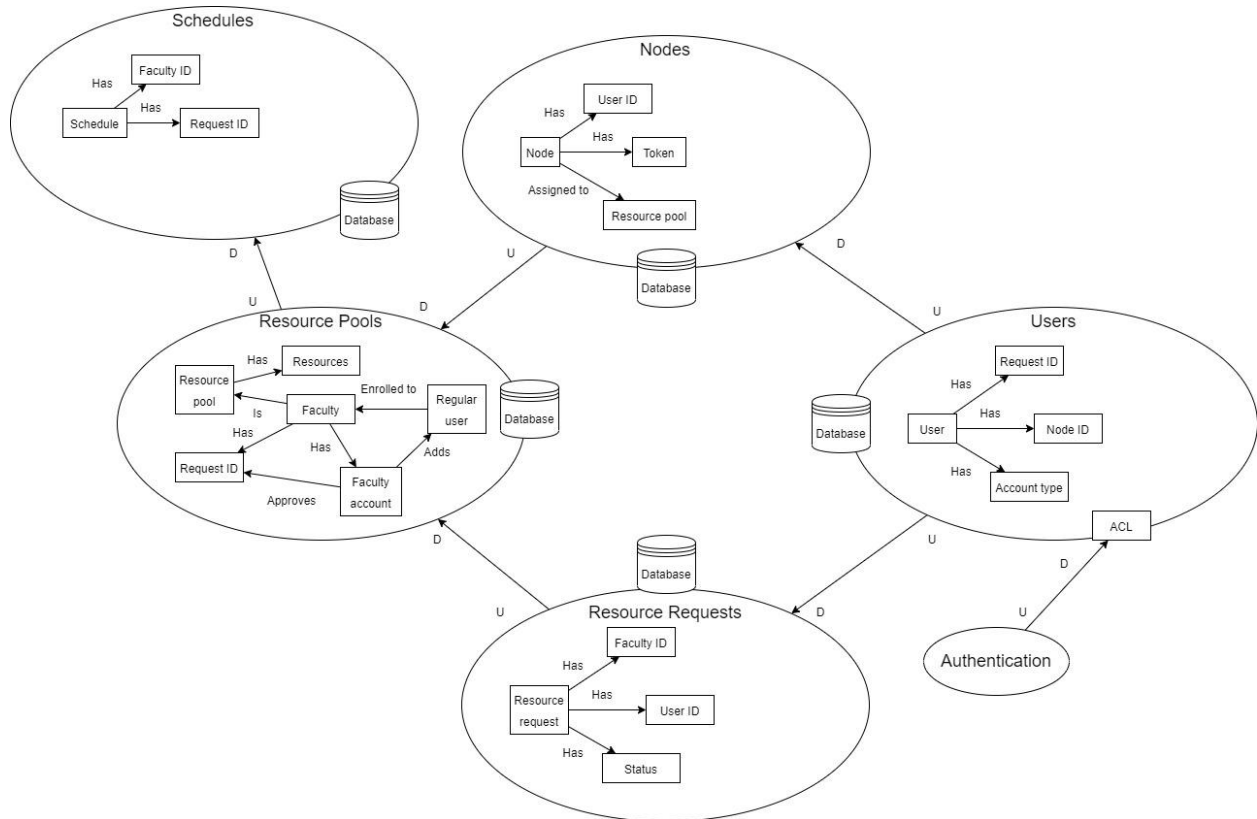 Schedules
Has
Faculty ID
Has
Schedule
Request ID
Database
D
U
Nodes
Has
User ID
Has
Node
Token
Assigned to
Resource pool
Database
U
D
D
U
Resource Pools
Has
Resources
Resource
pool
Enrolled to
Regular
user
Is
Faculty
Has
Has
Adds
Request ID
Faculty
account
Approves
Database
D
U
Users
Request ID
Has
Has
User
Node ID
Has
Account type
Database
ACL
U
D
D
U
Authentication
Database
Resource Requests
Faculty ID
Has
Has
Resource
request
User ID
Has
Status